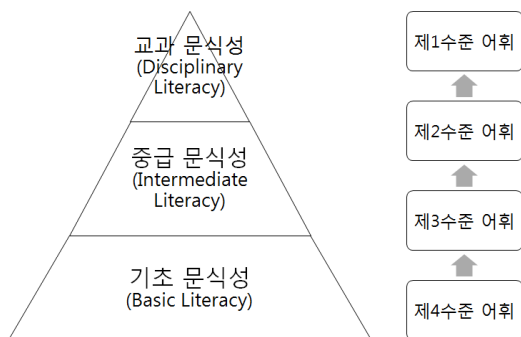 교과 문식성
(Disciplinary
Literacy)
중급 문식성
(Intermediate
Literacy)
기초 문식성
(Basic Literacy)
제1수준 어휘
제2수준 어휘
제3수준 어휘
제4수준 어휘